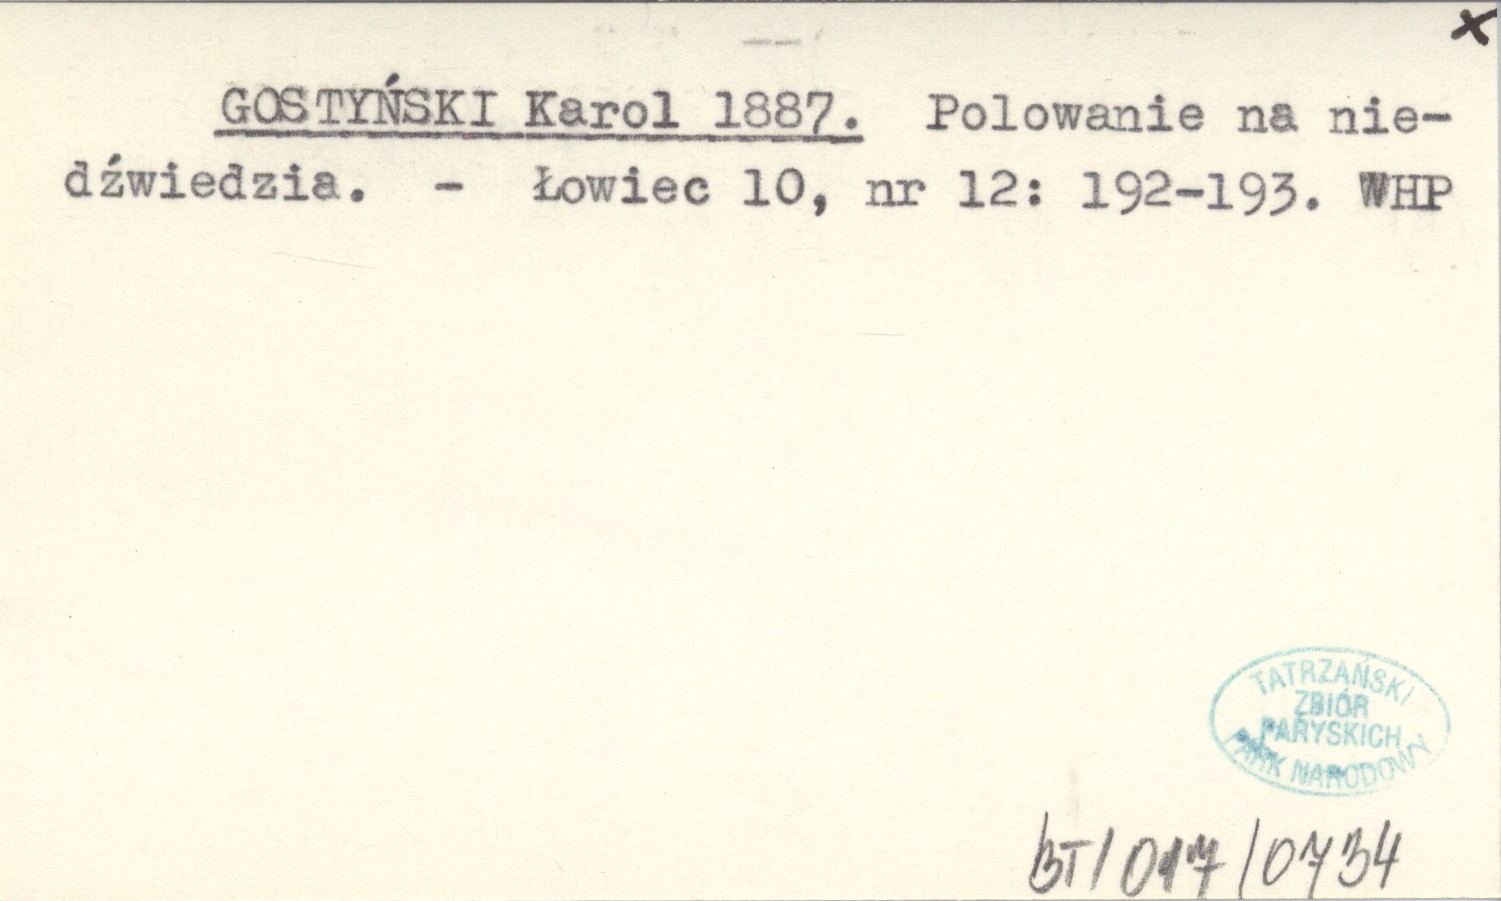 x
GOSTYŃSKI Karol 1887. Polowanie na nie-
dźwiedzia. - Łowiec 10, nr 12: 192-193. WHP
TATRZAŃSKI
ZBIÓR
PARYSKICH
PARK NARODOWY
BT/017/0734